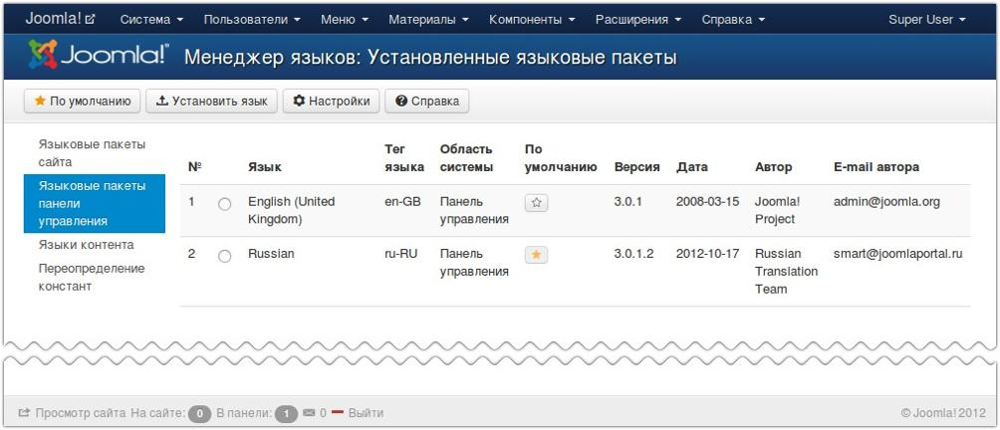 Joomla! Система Пользователи Меню Материалы Компоненты Расширения Справка Super User
Joomla!® Менеджер языков: Установленные языковые пакеты
По умолчанию Установить язык Настройки Справка
Языковые пакеты сайта
Языковые пакеты панели управления
Языки контента
Переопределение констант
№ Язык Тег языка Область системы По умолчанию Версия Дата Автор E-mail автора
1 English (United Kingdom) en-GB Панель управления 3.0.1 2008-03-15 Joomla! Project admin@joomla.org
2 Russian ru-RU Панель управления 3.0.1.2 2012-10-17 Russian Translation Team smart@joomlaportal.ru
Просмотр сайта На сайте: 0 В панели: 1 0 Выйти © Joomla! 2012